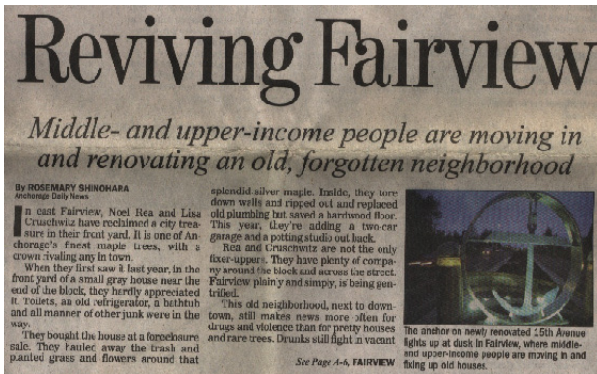 Reviving Fairview
Middle- and upper-income people are moving in
and renovating an old, forgotten neighborhood
By ROSEMARY SHINOHARA
Anchorage Daily News
In east Fairview, Noel Rea and Lisa
Cruschwitz have reclaimed a city trea-
sure in their front yard. It is one of An-
chorage's finest maple trees, with a
crown rivaling any in town.
When they first saw it last year, in the
front yard of a small gray house near the
end of the block, they hardly appreciated
it. Toilets, an old refrigerator, a bathtub
and all manner of other junk were in the
way.
They bought the house at a foreclosure
sale. They hauled away the trash and
planted grass and flowers around that
splendid silver maple. Inside, they tore
down walls and ripped out and replaced
old plumbing but saved a hardwood floor.
This year, they're adding a two-car
garage and a potting studio out back.
Rea and Cruschwitz are not the only
fixer-uppers. They have plenty of compa-
ny around the block and across the street.
Fairview plainly and simply, is being gen-
trified.
This old neighborhood, next to down-
town, still makes news more often for
drugs and violence than for pretty houses
and rare trees. Drunks still fight in vacant
See Page A-6, FAIRVIEW
The anchor on newly renovated 15th Avenue
lights up at dusk in Fairview, where middle-
and upper-income people are moving in and
fixing up old houses.